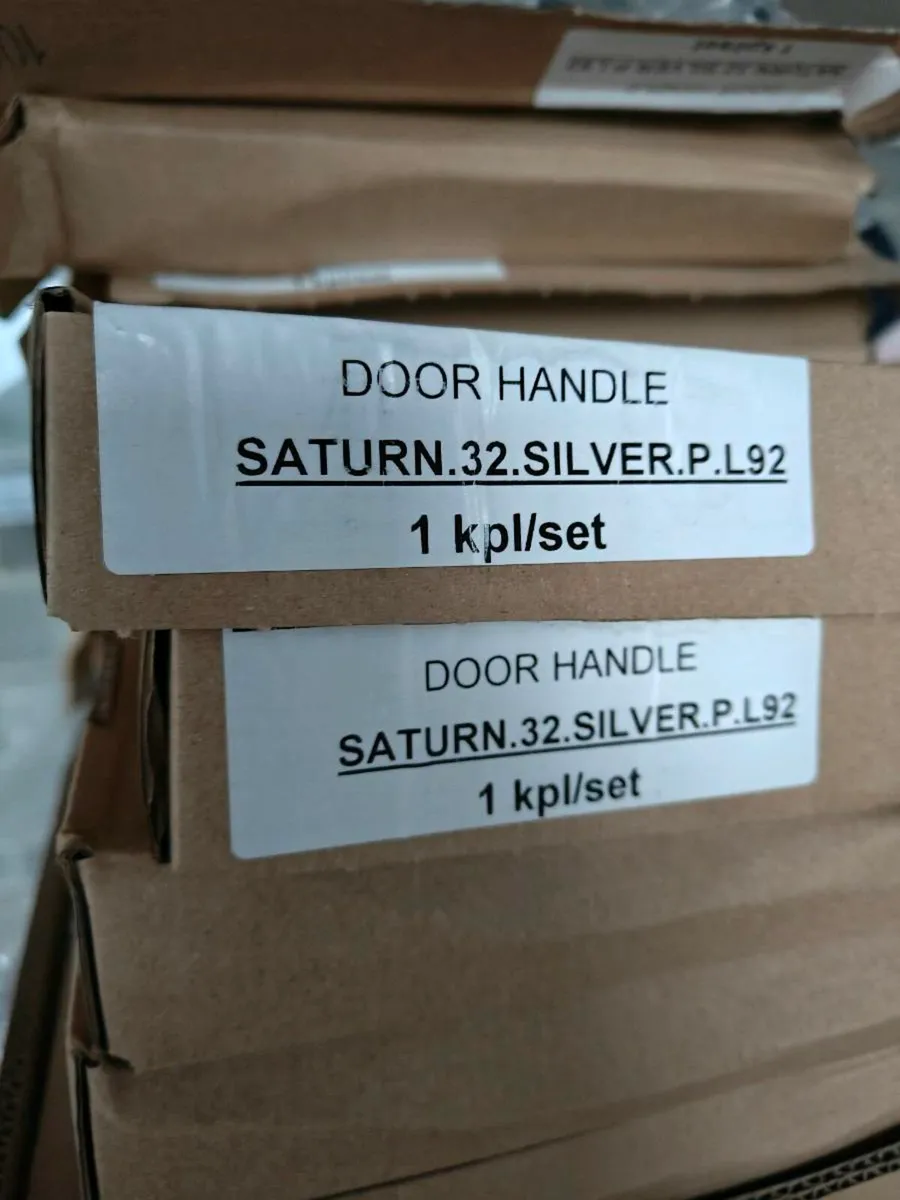 DOOR HANDLE
SATURN.32.SILVER.P.L92
1 kpl/set
DOOR HANDLE
SATURN.32.SILVER.P.L92
1 kpl/set